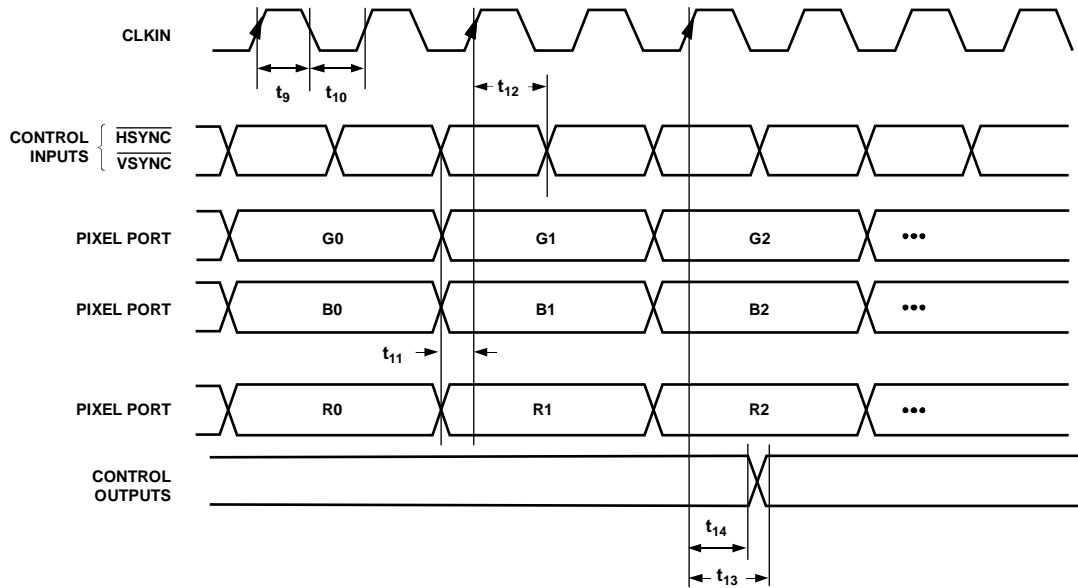 CLKIN
t9
t10
t12
CONTROL
INPUTS
HSYNC
VSYNC
PIXEL PORT
G0
G1
G2
•••
PIXEL PORT
B0
B1
B2
•••
t11
PIXEL PORT
R0
R1
R2
•••
CONTROL
OUTPUTS
t14
t13